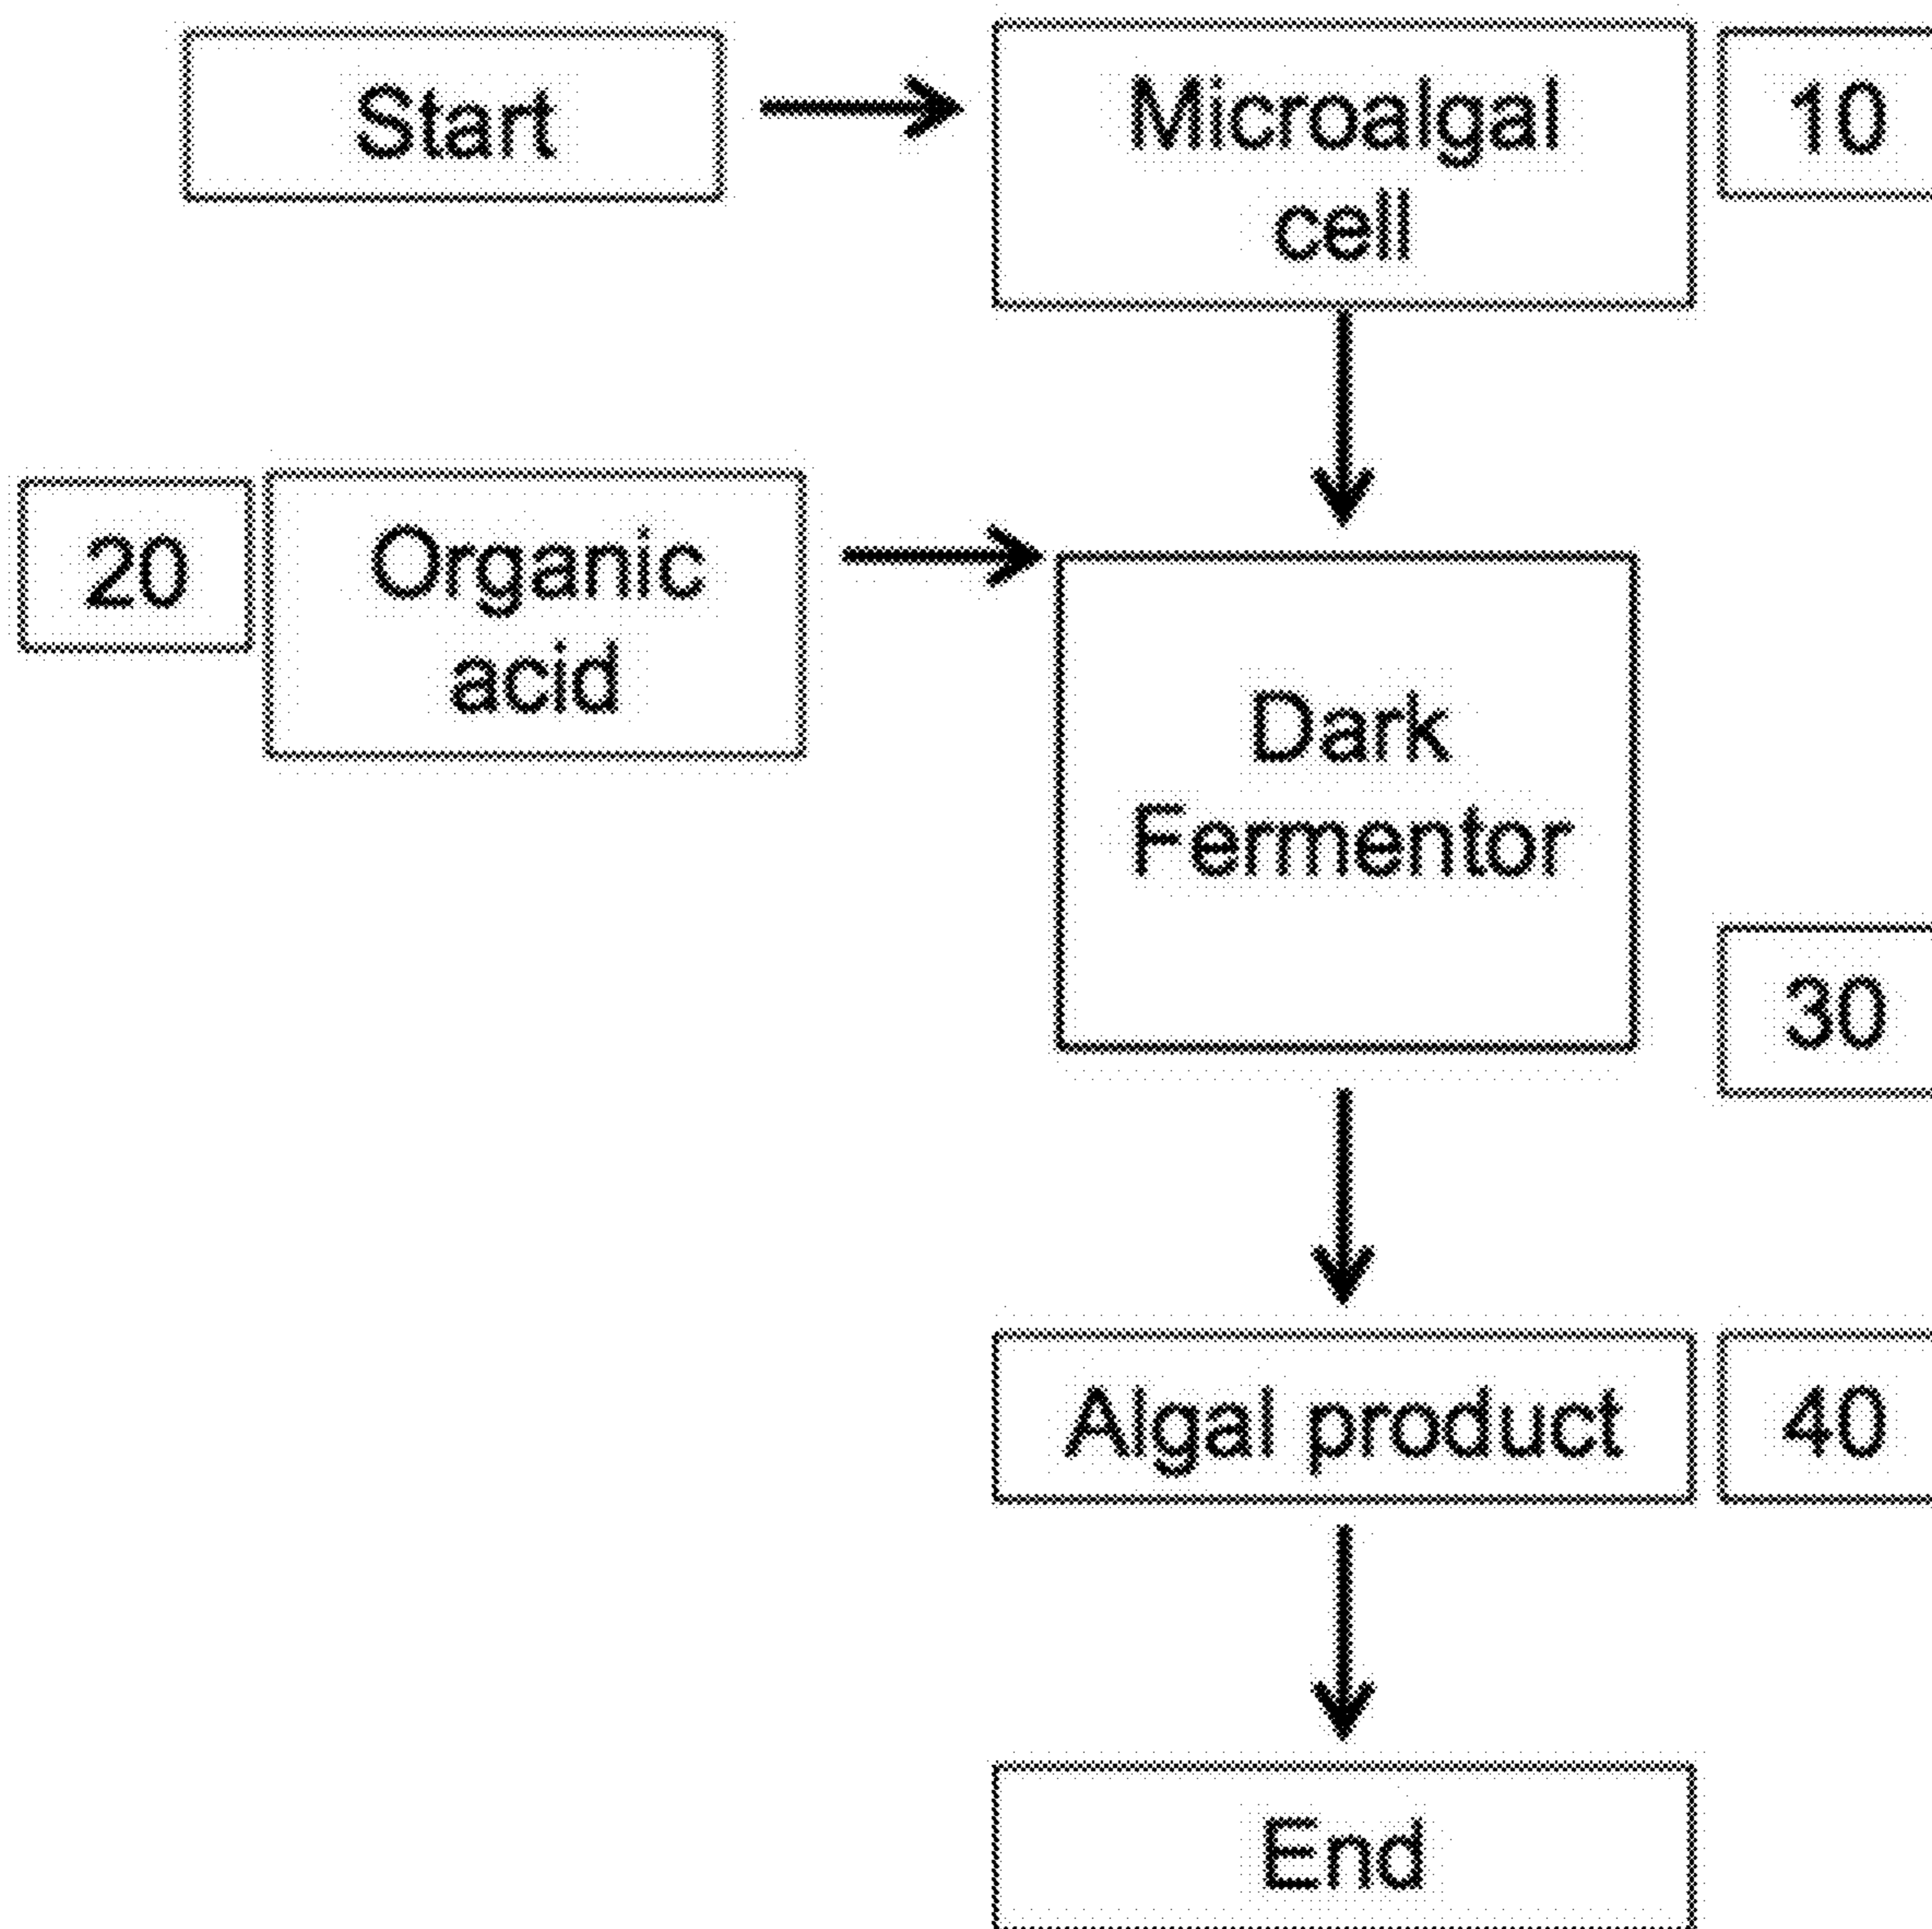 Start
Microalgal
cell
10
20
Organic
acid
Dark
Fermentor
30
Algal product
40
End